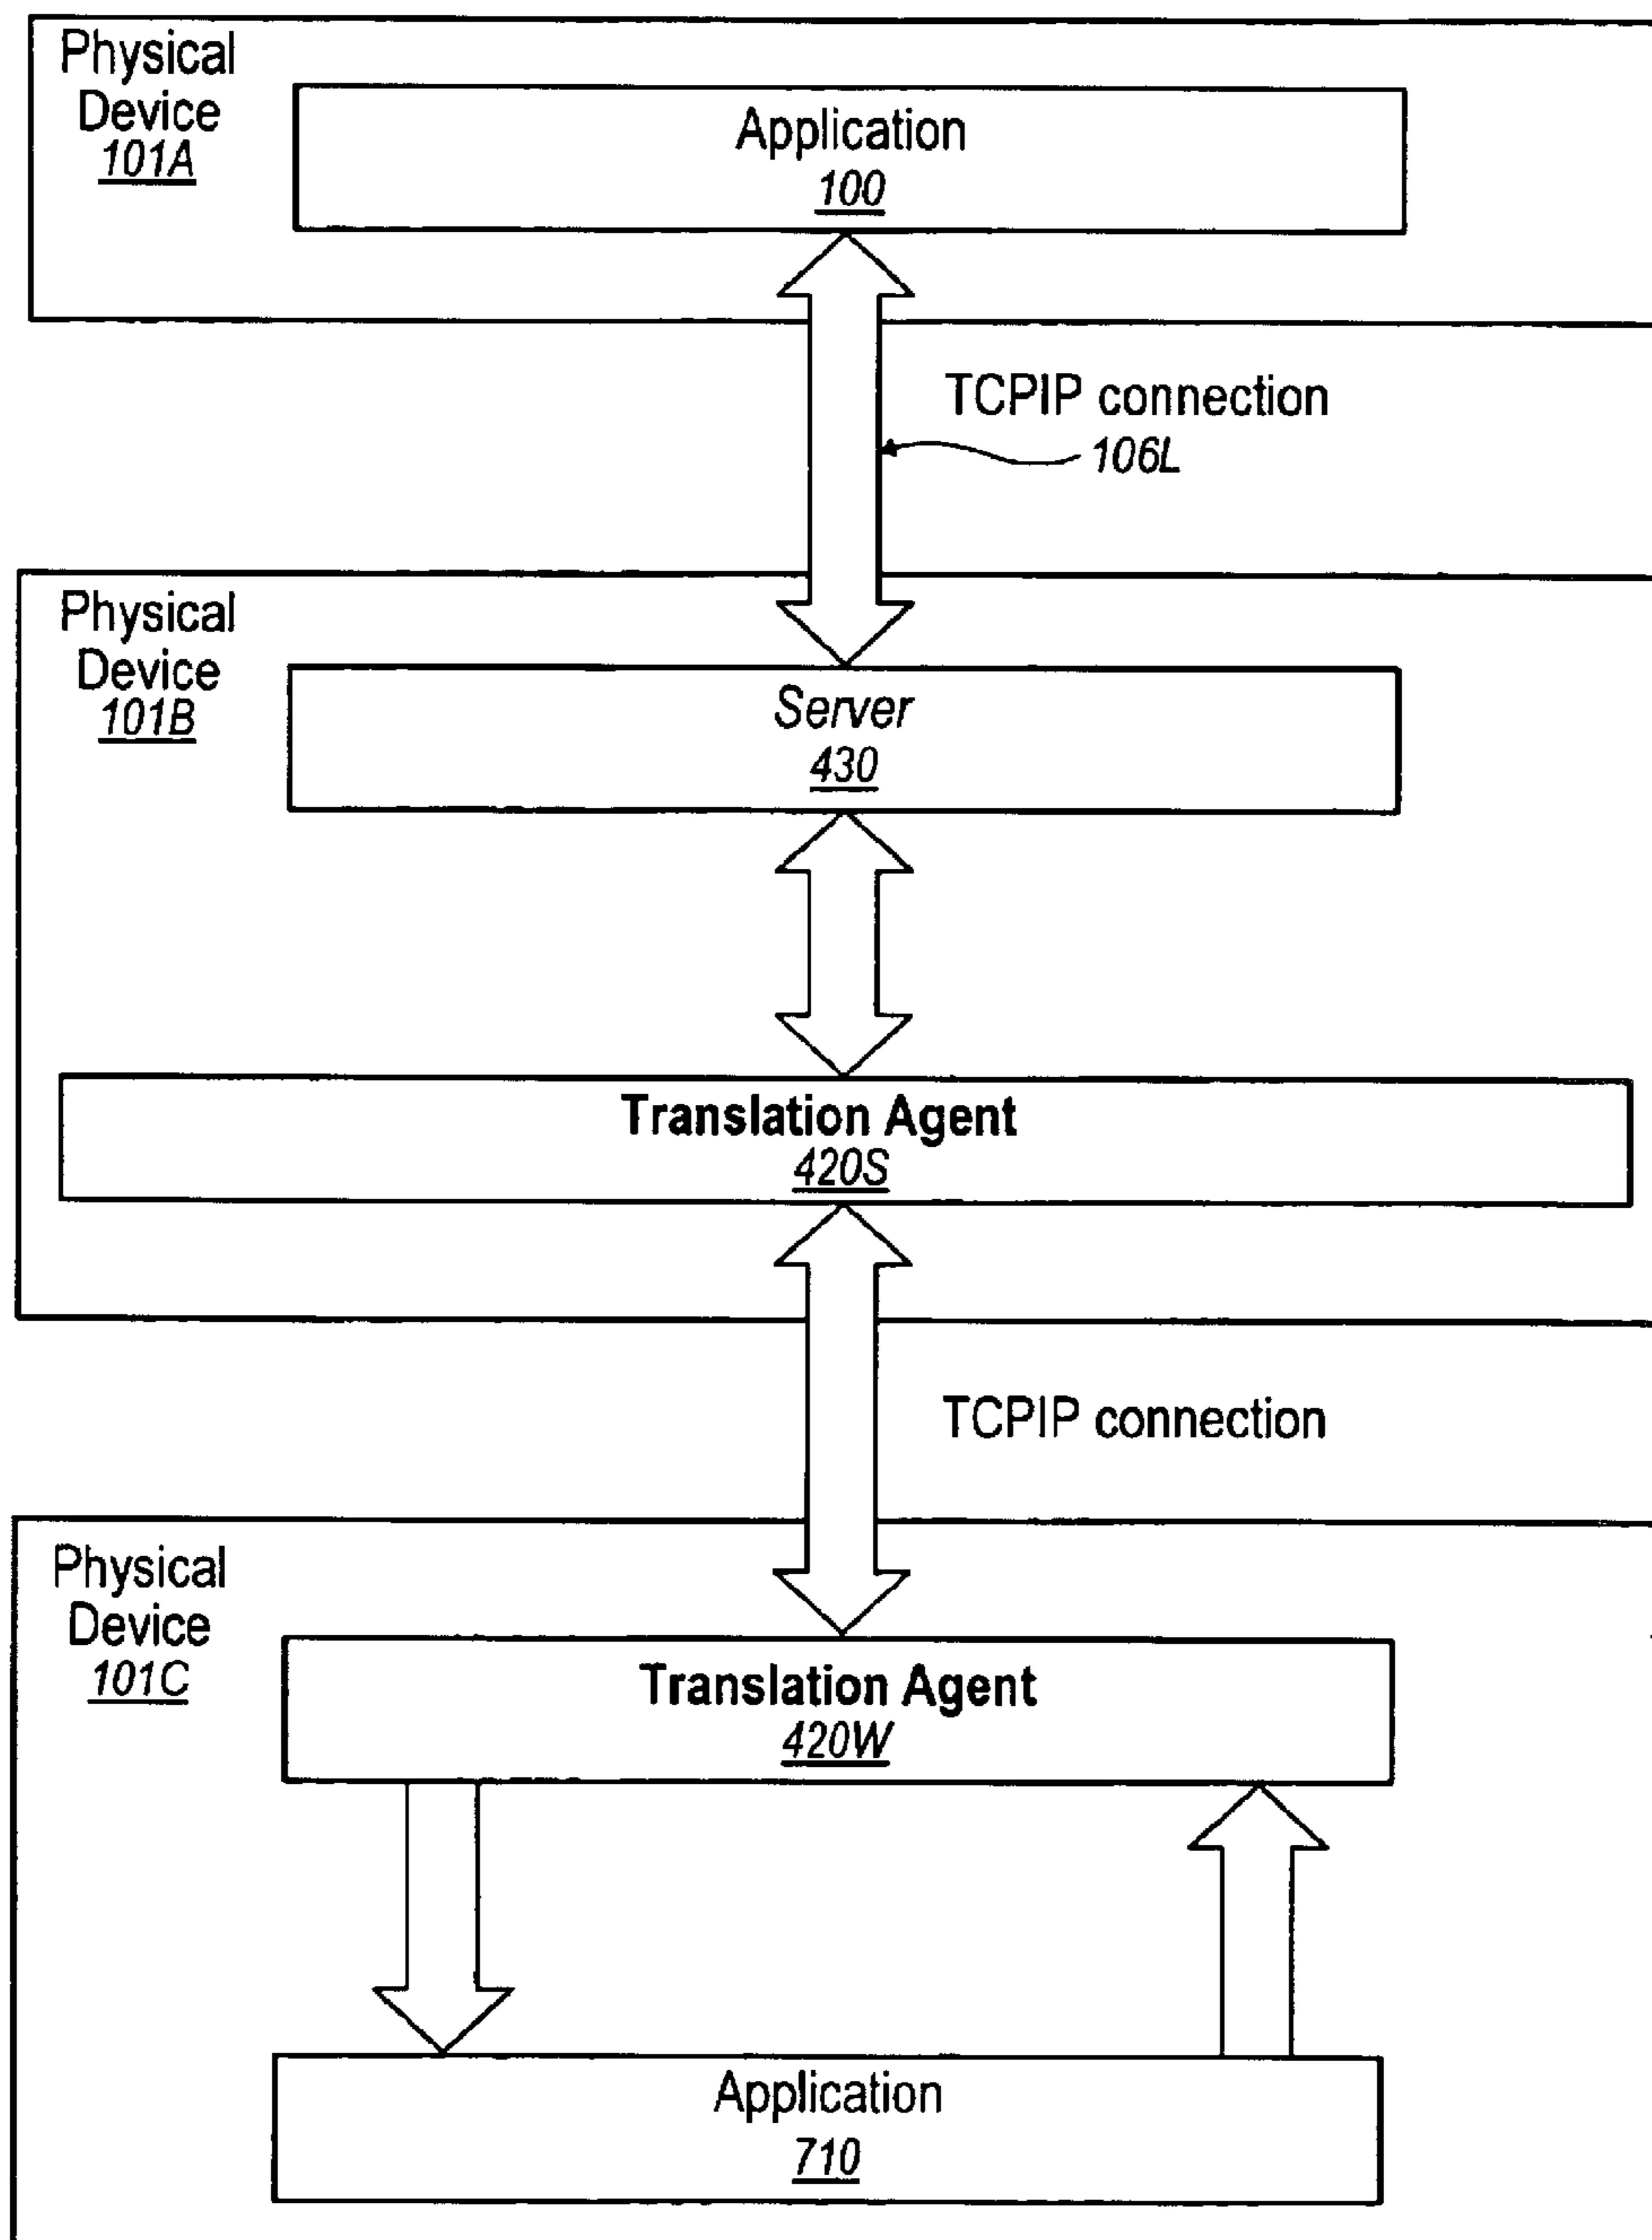 Physical
Device
101A
Application
100
TCPIP connection
106L
Physical
Device
101B
Server
430
Translation Agent
420S
TCPIP connection
Physical
Device
101C
Translation Agent
420W
Application
710